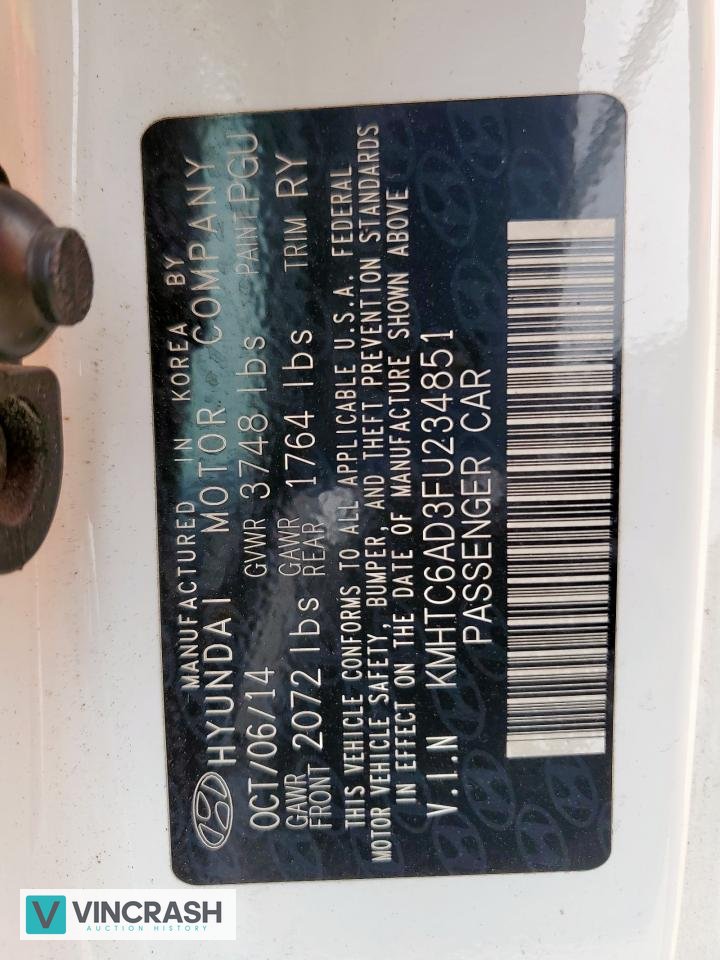 MANUFACTURED IN KOREA BY
HYUNDAI MOTOR COMPANY
OCT/06/14 GVWR 3748 lbs PAINT PGU
GAWR FRONT 2072 lbs GAWR REAR 1764 lbs TRIM RY
THIS VEHICLE CONFORMS TO ALL APPLICABLE U.S.A. FEDERAL
MOTOR VEHICLE SAFETY, BUMPER, AND THEFT PREVENTION STANDARDS
IN EFFECT ON THE DATE OF MANUFACTURE SHOWN ABOVE
V.I.N KMHTC6AD3FU234851
PASSENGER CAR
V VINCRASH
AUCTION HISTORY